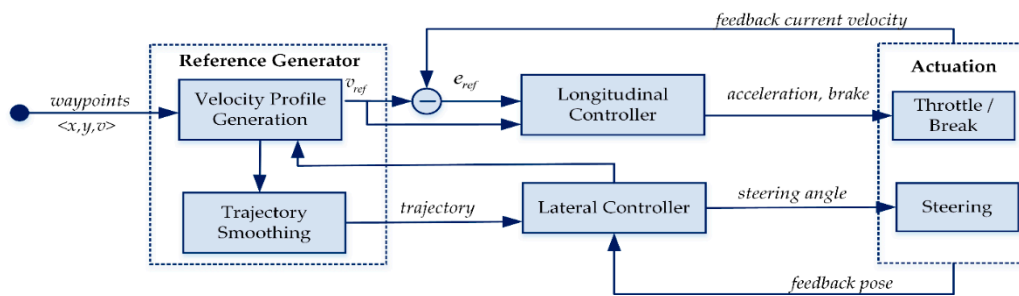 feedback current velocity
Reference Generator
Actuation
waypoints
<x,y,v>
Velocity Profile
Generation
v_ref
−
e_ref
Longitudinal
Controller
acceleration, brake
Throttle /
Break
Trajectory
Smoothing
trajectory
Lateral Controller
steering angle
Steering
feedback pose